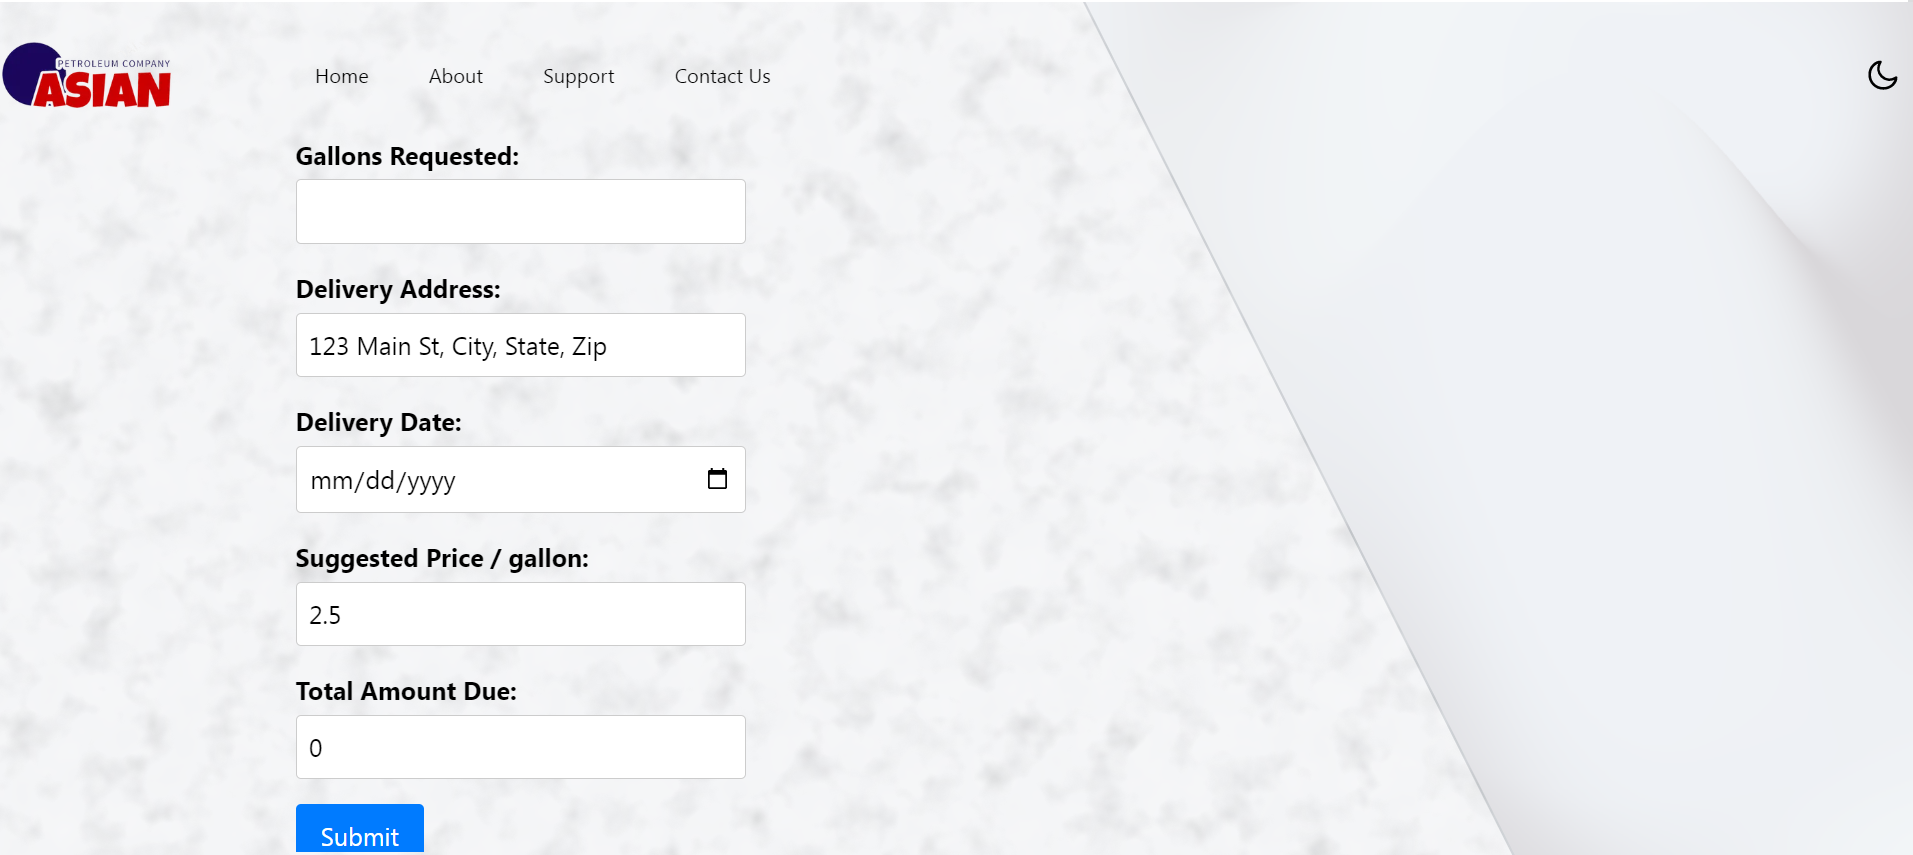 PETROLEUM COMPANY
ASIAN
Home About Support Contact Us
Gallons Requested:
Delivery Address:
123 Main St, City, State, Zip
Delivery Date:
mm/dd/yyyy
Suggested Price / gallon:
2.5
Total Amount Due:
0
Submit